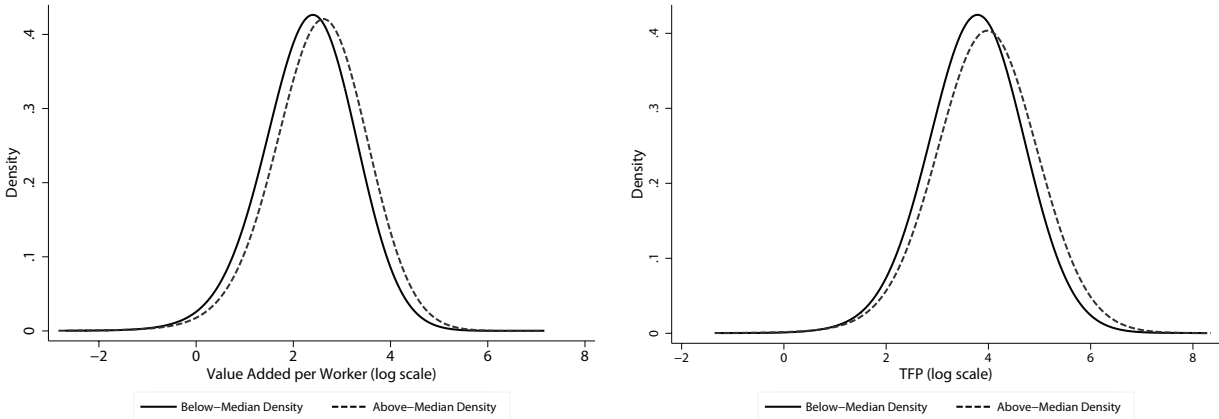 .4
.3
.2
.1
0
Density
−2
0
2
4
6
8
Value Added per Worker (log scale)
Below−Median Density
Above−Median Density
.4
.3
.2
.1
0
Density
−2
0
2
4
6
8
TFP (log scale)
Below−Median Density
Above−Median Density